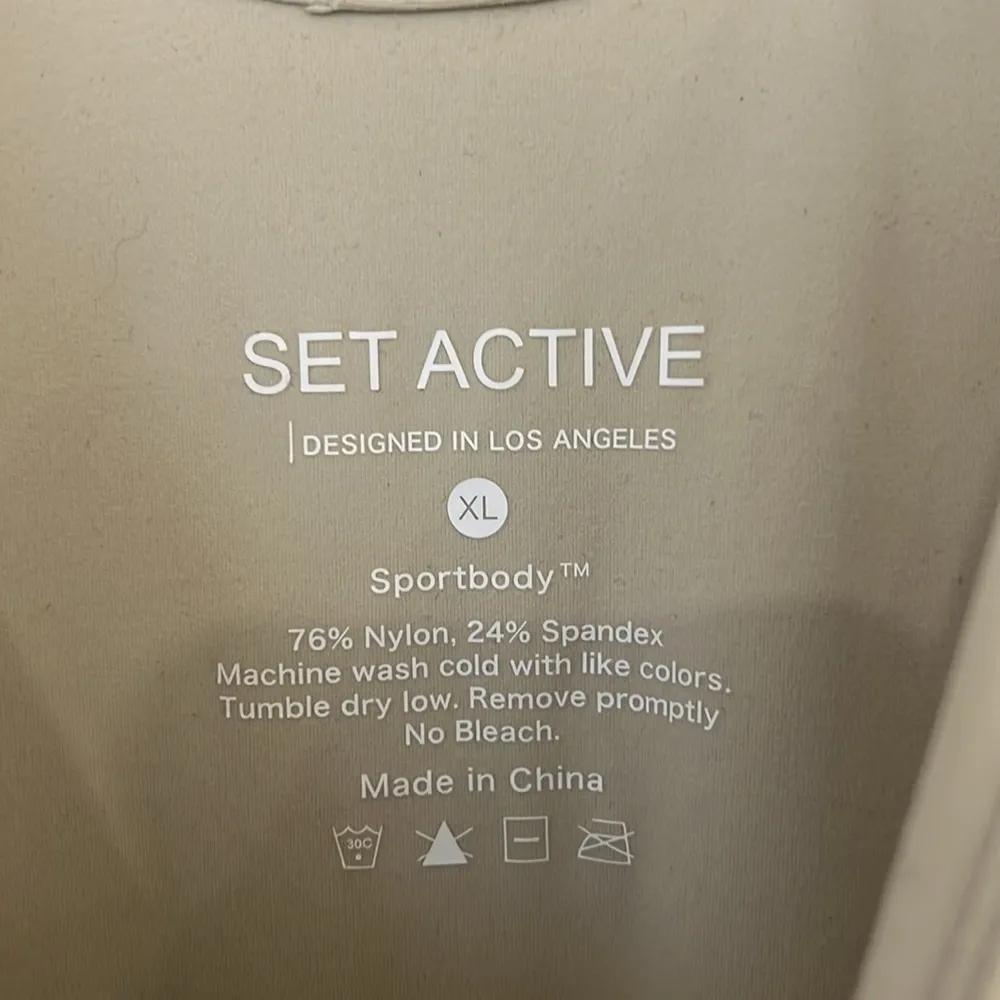 SET ACTIVE
DESIGNED IN LOS ANGELES
XL
Sportbody™
76% Nylon, 24% Spandex
Machine wash cold with like colors.
Tumble dry low. Remove promptly
No Bleach.
Made in China
30C